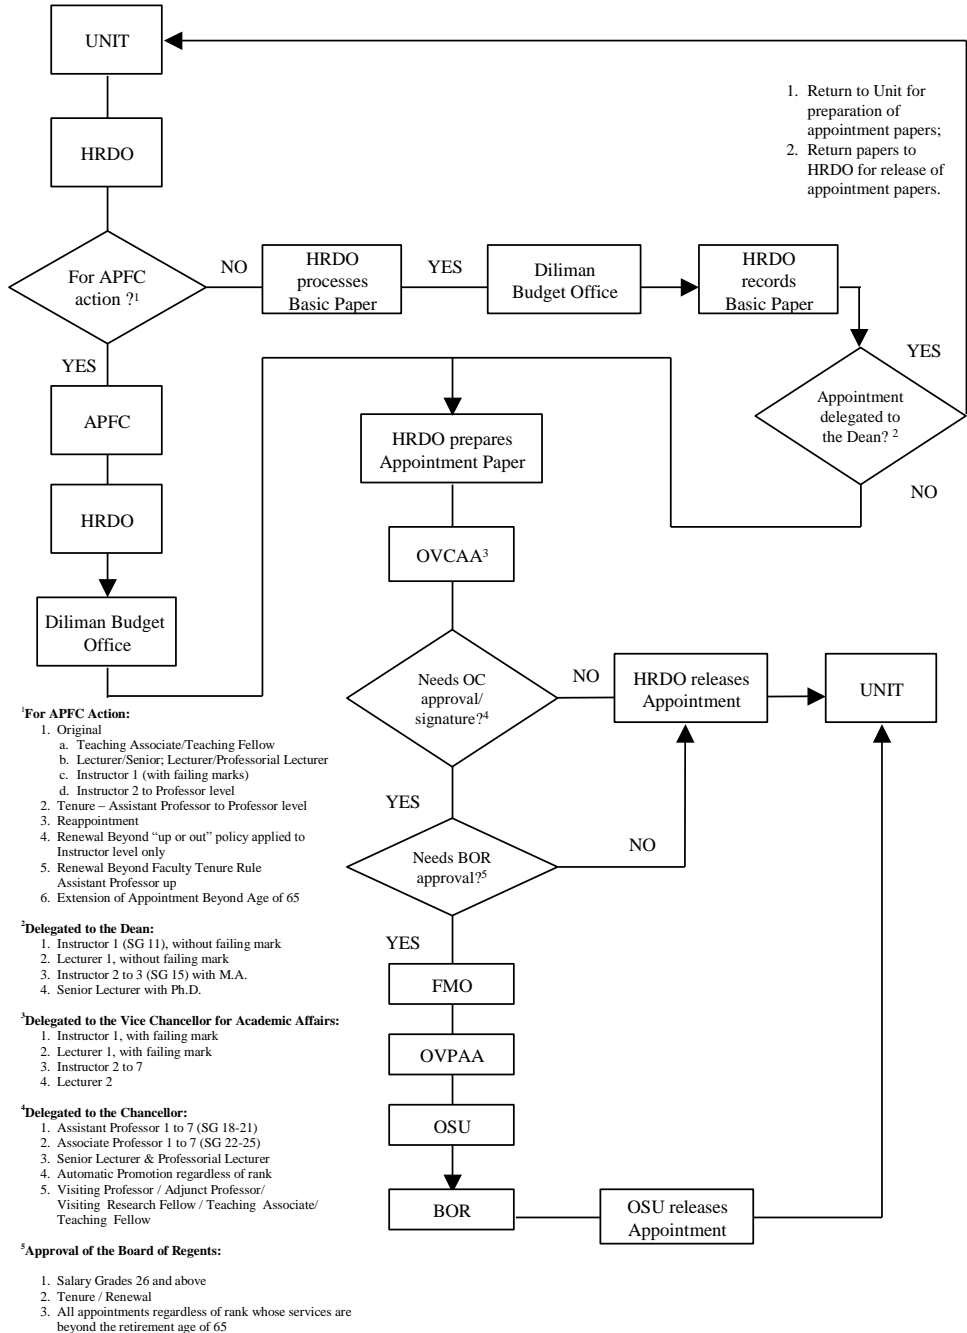 UNIT
1. Return to Unit for
preparation of
appointment papers;
2. Return papers to
HRDO for release of
appointment papers.
HRDO
For APFC
action ?¹
NO
HRDO
processes
Basic Paper
YES
Diliman
Budget Office
HRDO
records
Basic Paper
YES
Appointment
delegated to
the Dean? ²
NO
YES
APFC
HRDO
Diliman Budget
Office
HRDO prepares
Appointment Paper
OVCAA³
Needs OC
approval/
signature?⁴
NO
HRDO releases
Appointment
UNIT
YES
Needs BOR
approval?⁵
NO
YES
FMO
OVPAA
OSU
BOR
OSU releases
Appointment
¹For APFC Action:
1. Original
a. Teaching Associate/Teaching Fellow
b. Lecturer/Senior; Lecturer/Professorial Lecturer
c. Instructor 1 (with failing marks)
d. Instructor 2 to Professor level
2. Tenure – Assistant Professor to Professor level
3. Reappointment
4. Renewal Beyond “up or out” policy applied to
Instructor level only
5. Renewal Beyond Faculty Tenure Rule
Assistant Professor up
6. Extension of Appointment Beyond Age of 65
²Delegated to the Dean:
1. Instructor 1 (SG 11), without failing mark
2. Lecturer 1, without failing mark
3. Instructor 2 to 3 (SG 15) with M.A.
4. Senior Lecturer with Ph.D.
³Delegated to the Vice Chancellor for Academic Affairs:
1. Instructor 1, with failing mark
2. Lecturer 1, with failing mark
3. Instructor 2 to 7
4. Lecturer 2
⁴Delegated to the Chancellor:
1. Assistant Professor 1 to 7 (SG 18-21)
2. Associate Professor 1 to 7 (SG 22-25)
3. Senior Lecturer & Professorial Lecturer
4. Automatic Promotion regardless of rank
5. Visiting Professor / Adjunct Professor/
Visiting Research Fellow / Teaching Associate/
Teaching Fellow
⁵Approval of the Board of Regents:
1. Salary Grades 26 and above
2. Tenure / Renewal
3. All appointments regardless of rank whose services are
beyond the retirement age of 65